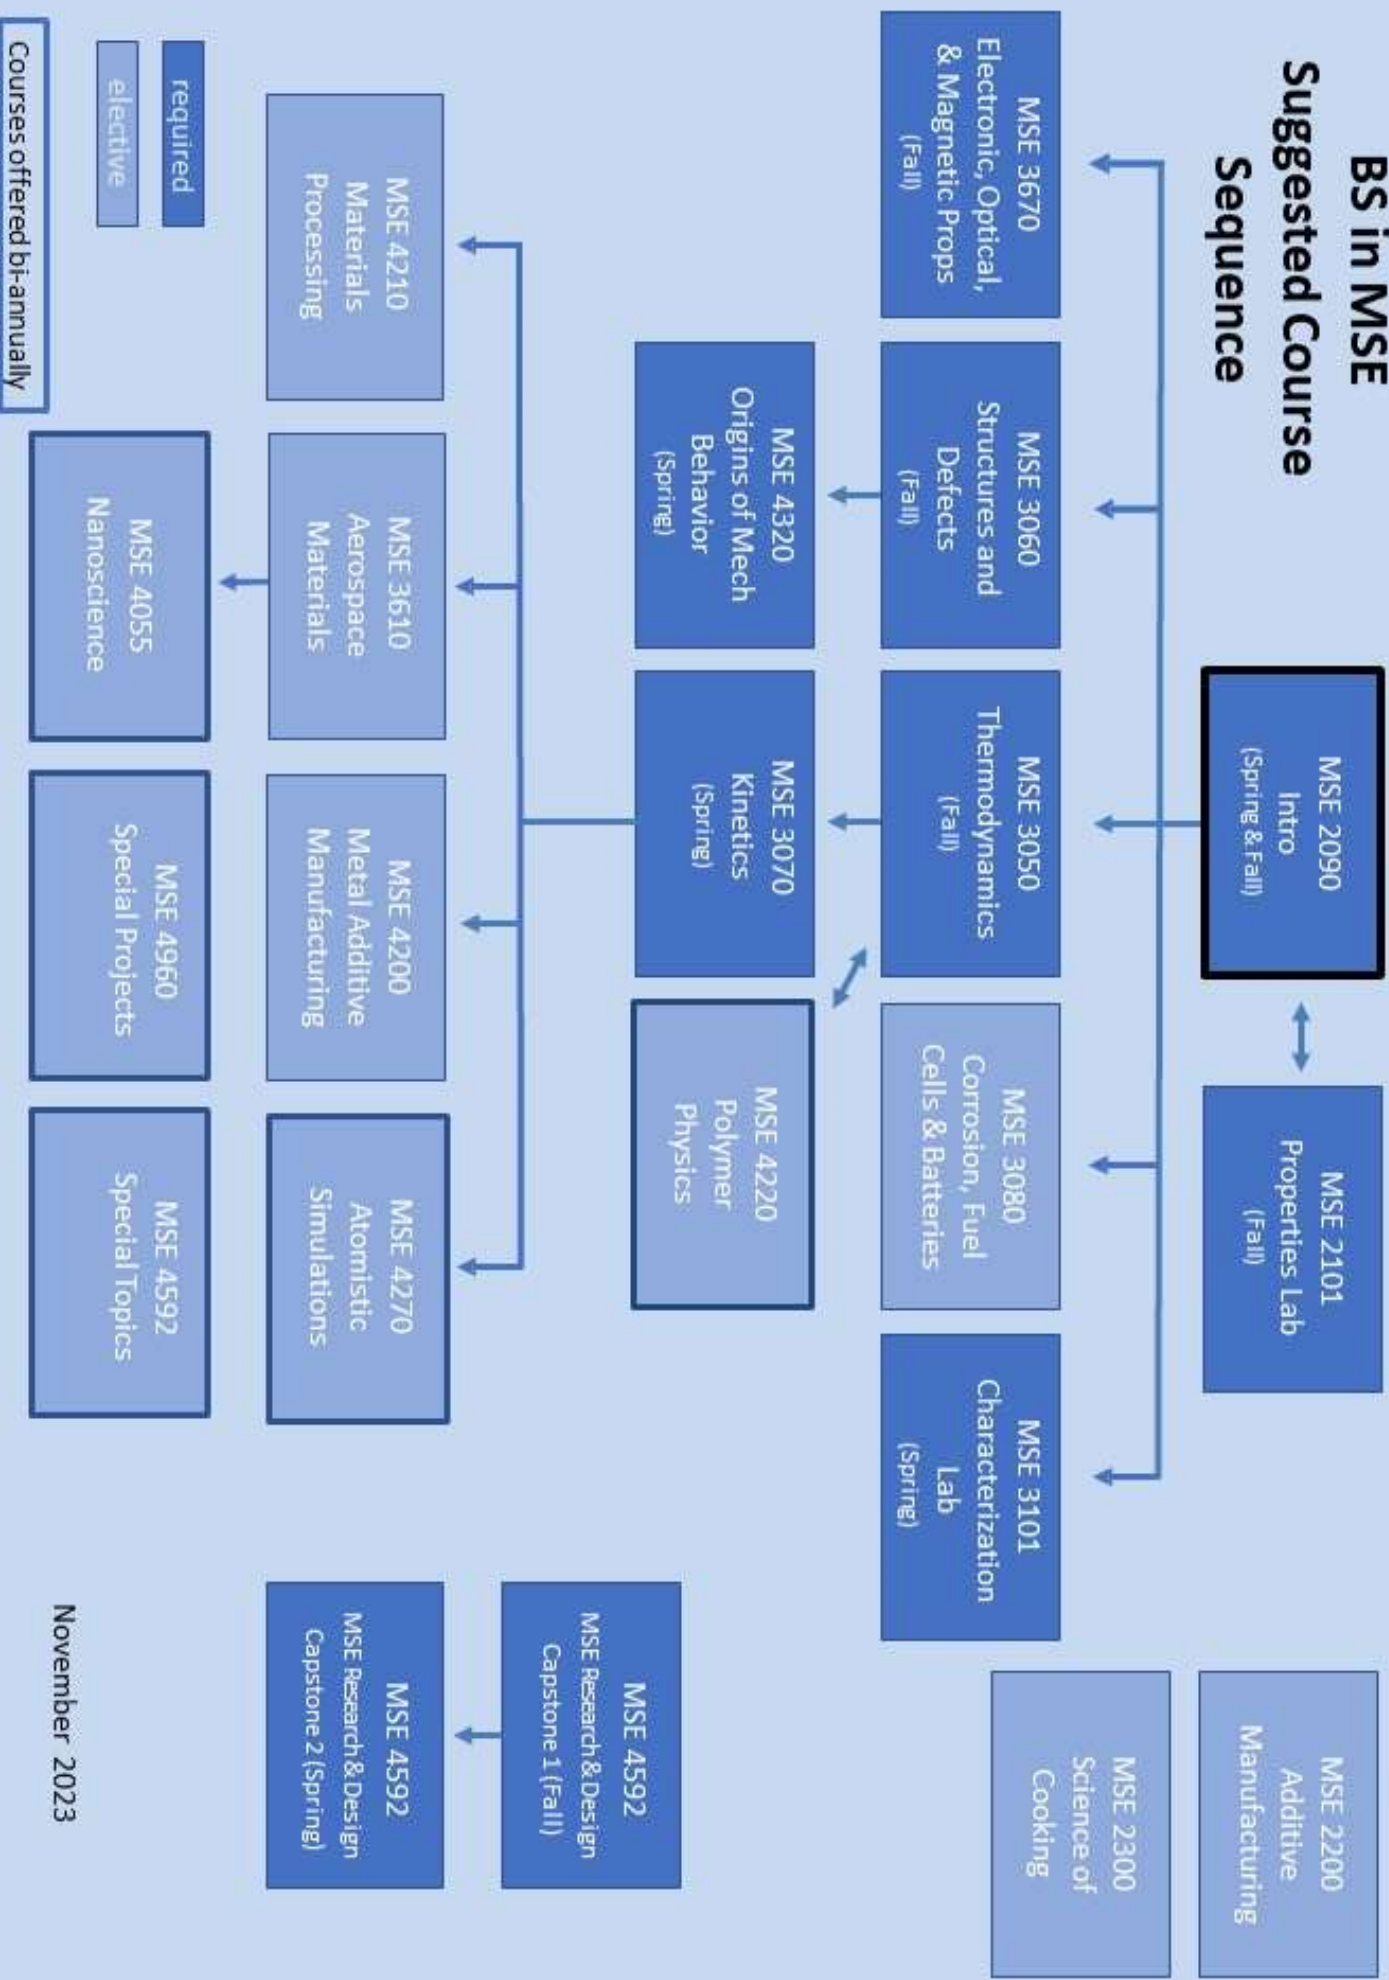 BS in MSE
Suggested Course
Sequence
MSE 2090
Intro
(Spring & Fall)
MSE 2101
Properties Lab
(Fall)
MSE 2200
Additive
Manufacturing
MSE 2300
Science of
Cooking
MSE 3670
Electronic, Optical,
& Magnetic Props
(Fall)
MSE 3060
Structures and
Defects
(Fall)
MSE 3050
Thermodynamics
(Fall)
MSE 3080
Corrosion, Fuel
Cells & Batteries
MSE 3101
Characterization
Lab
(Spring)
MSE 4320
Origins of Mech
Behavior
(Spring)
MSE 3070
Kinetics
(Spring)
MSE 4220
Polymer
Physics
MSE 4592
MSE Research & Design
Capstone 1 (Fall)
MSE 4210
Materials
Processing
MSE 3610
Aerospace
Materials
MSE 4200
Metal Additive
Manufacturing
MSE 4270
Atomistic
Simulations
MSE 4592
MSE Research & Design
Capstone 2 (Spring)
required
elective
Courses offered bi-annually
MSE 4055
Nanoscience
MSE 4960
Special Projects
MSE 4592
Special Topics
November 2023